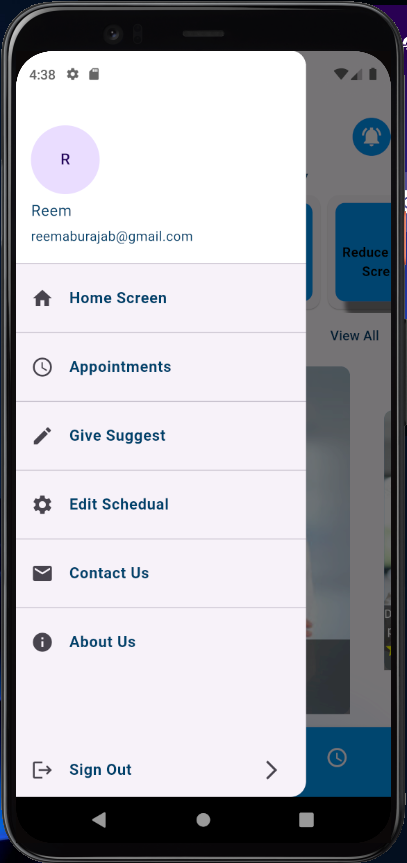 4:38
R
Reem
reemaburajab@gmail.com
Home Screen
Appointments
Give Suggest
Edit Schedual
Contact Us
About Us
Sign Out
Reduce
Scre
View All